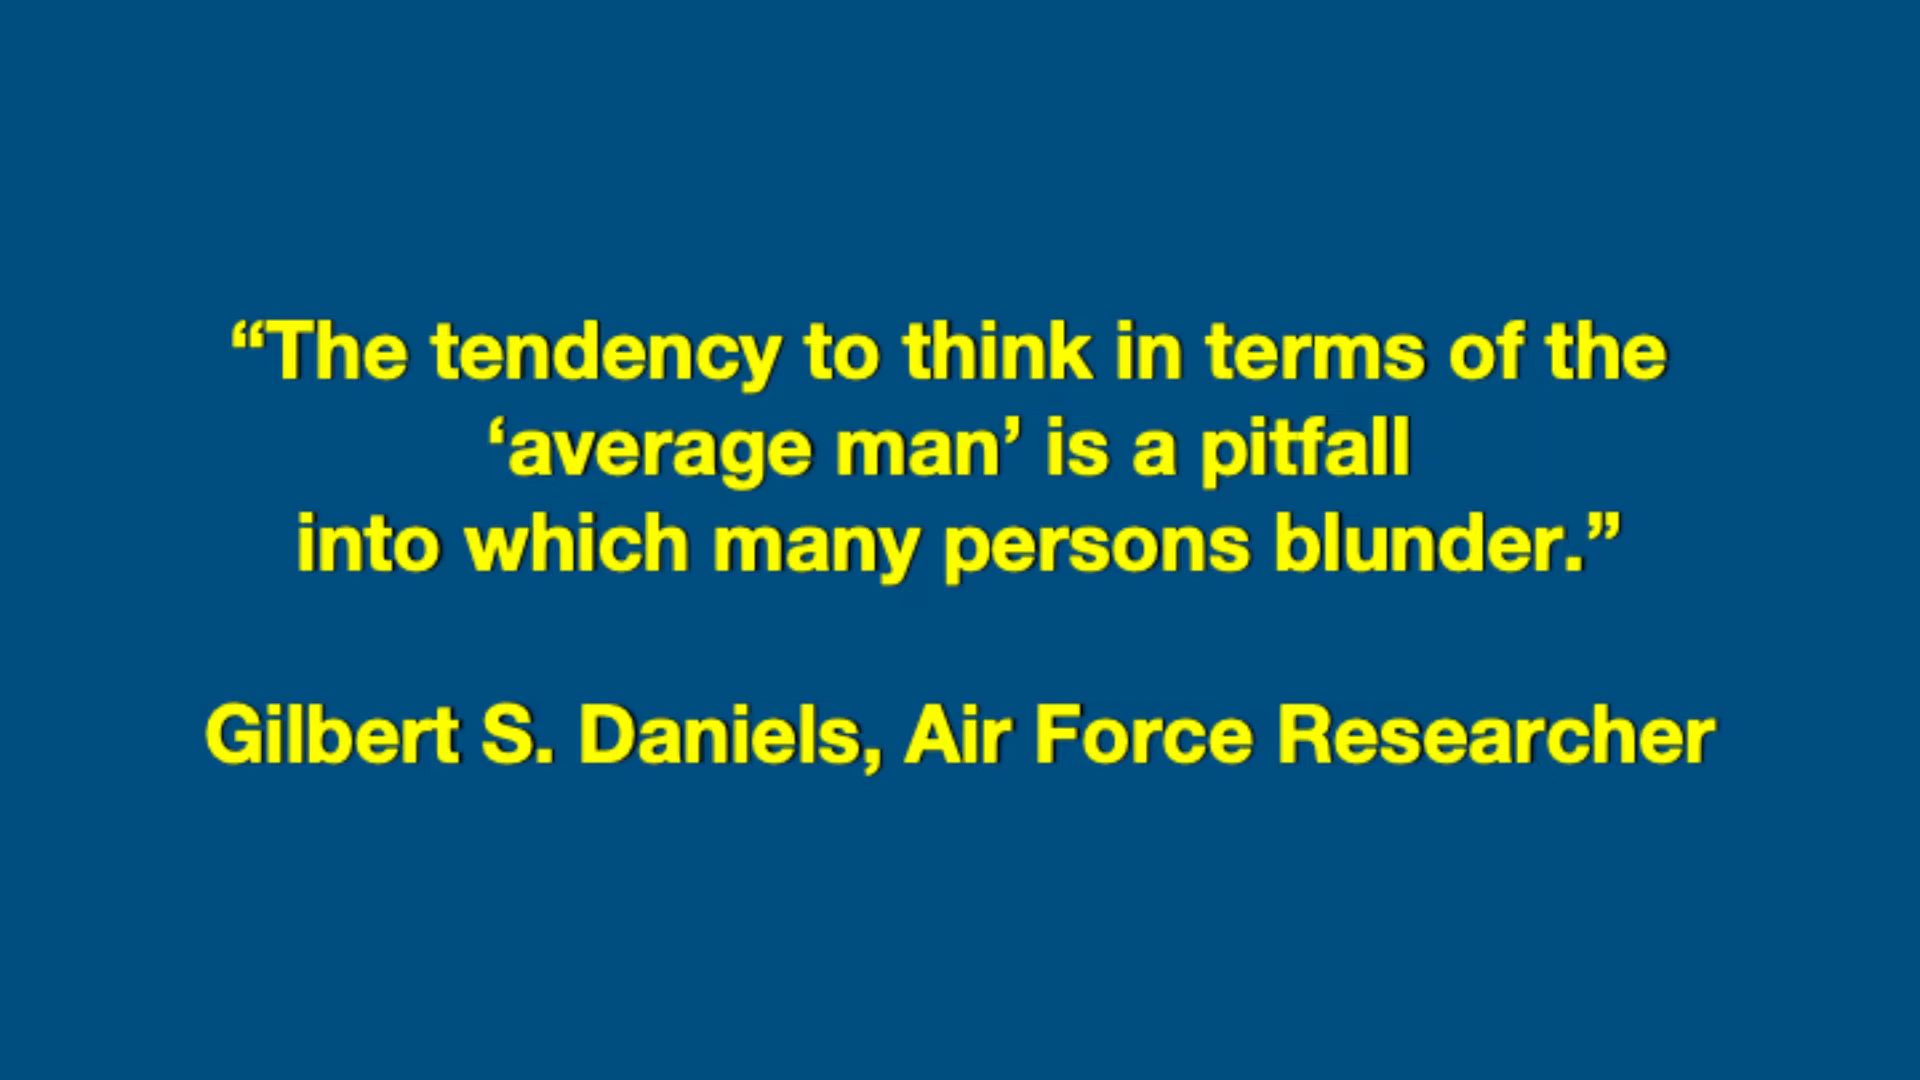 “The tendency to think in terms of the
‘average man’ is a pitfall
into which many persons blunder.”
Gilbert S. Daniels, Air Force Researcher